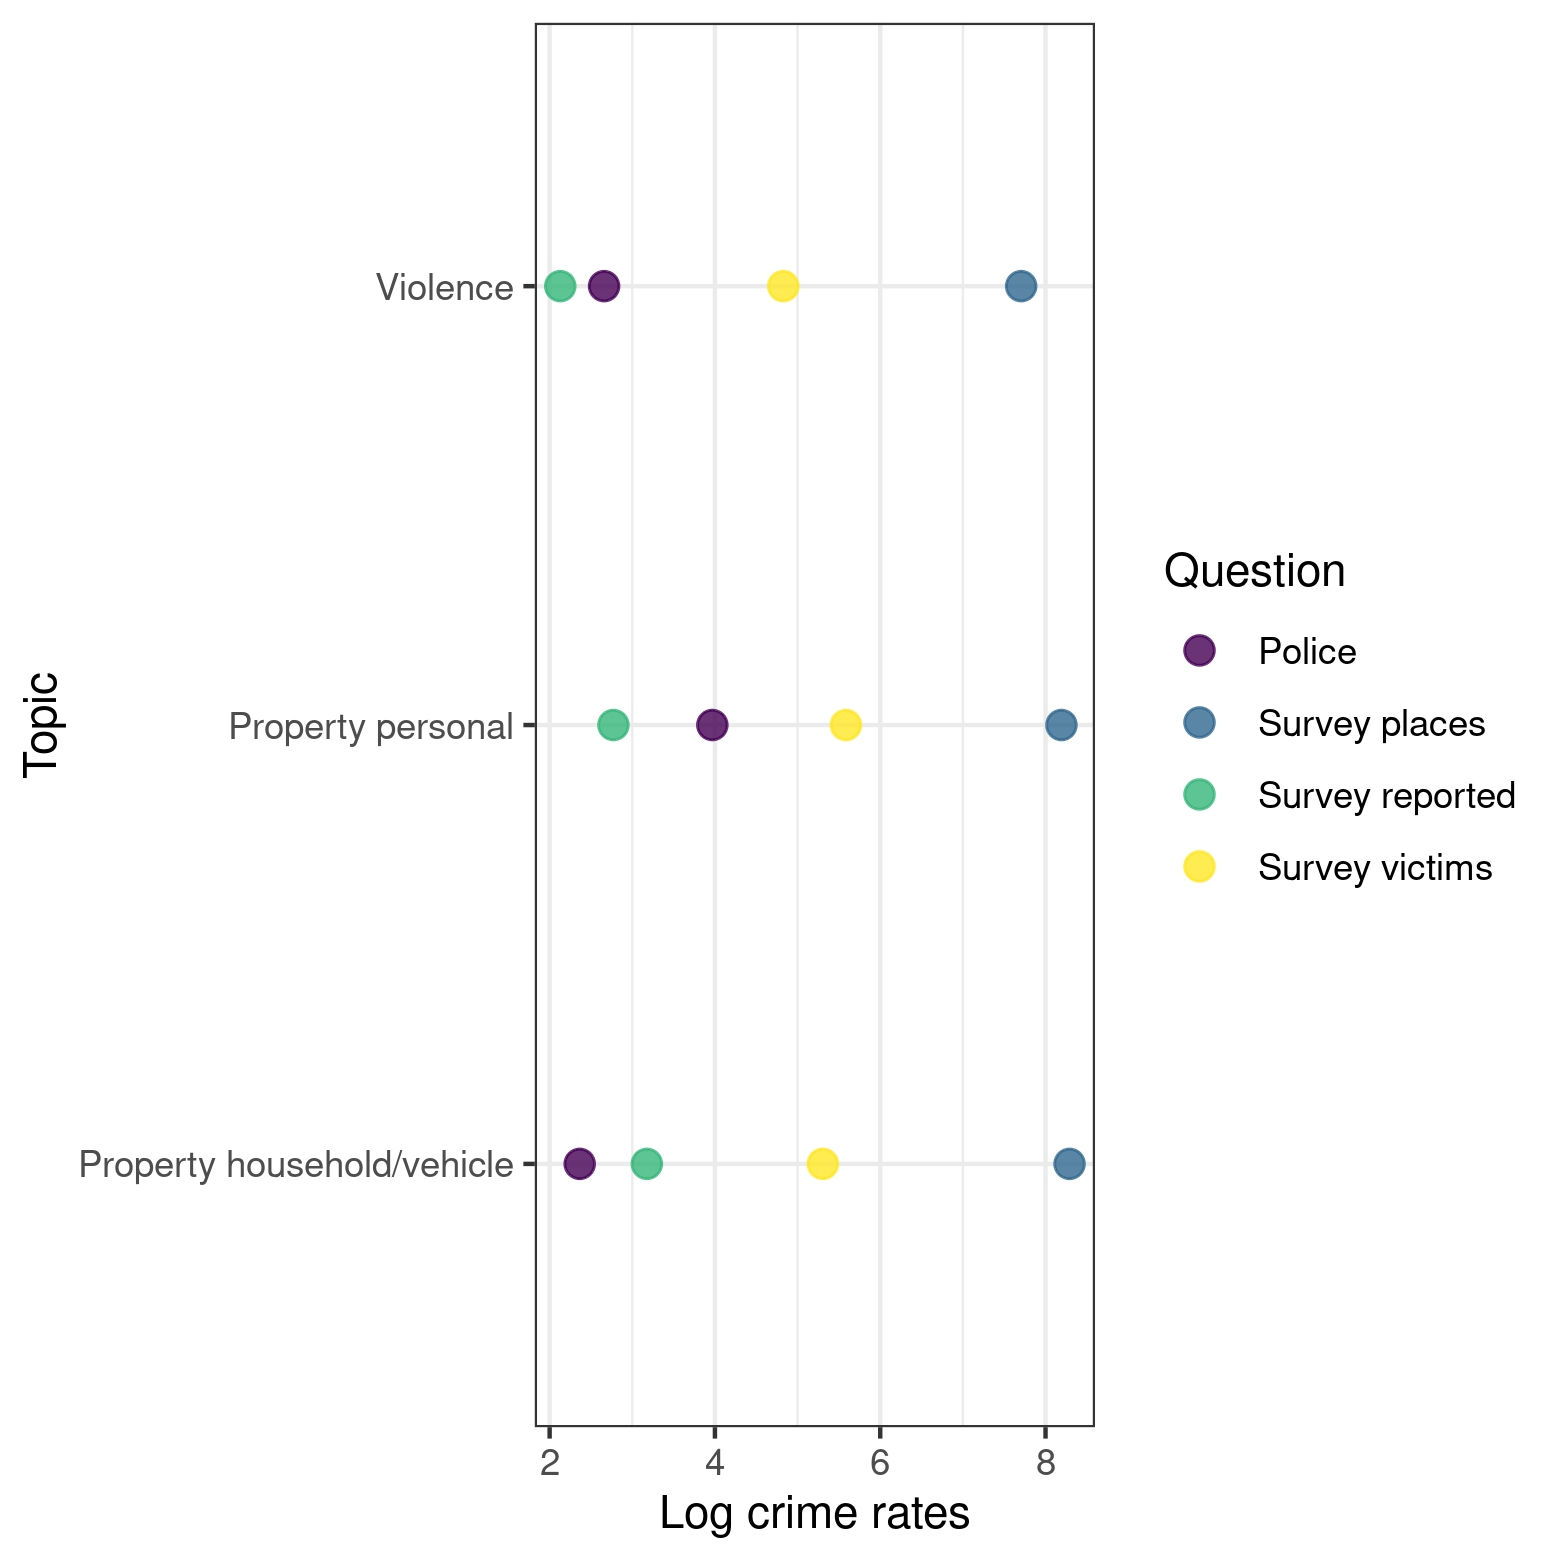 Violence
Property personal
Property household/vehicle
Topic
2 4 6 8
Log crime rates
Question
Police
Survey places
Survey reported
Survey victims